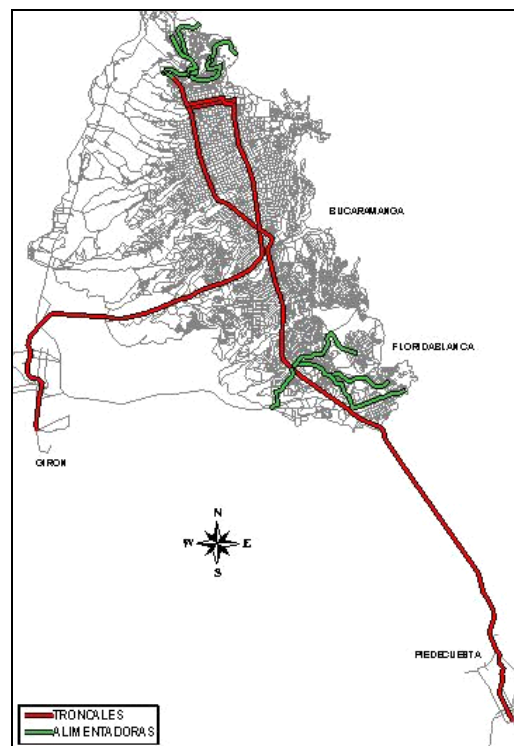 BUCARAMANGA
FLORIDABLANCA
GIRON
N
W E
S
PIEDECUESTA
TRONCALES
ALIMENTADORAS